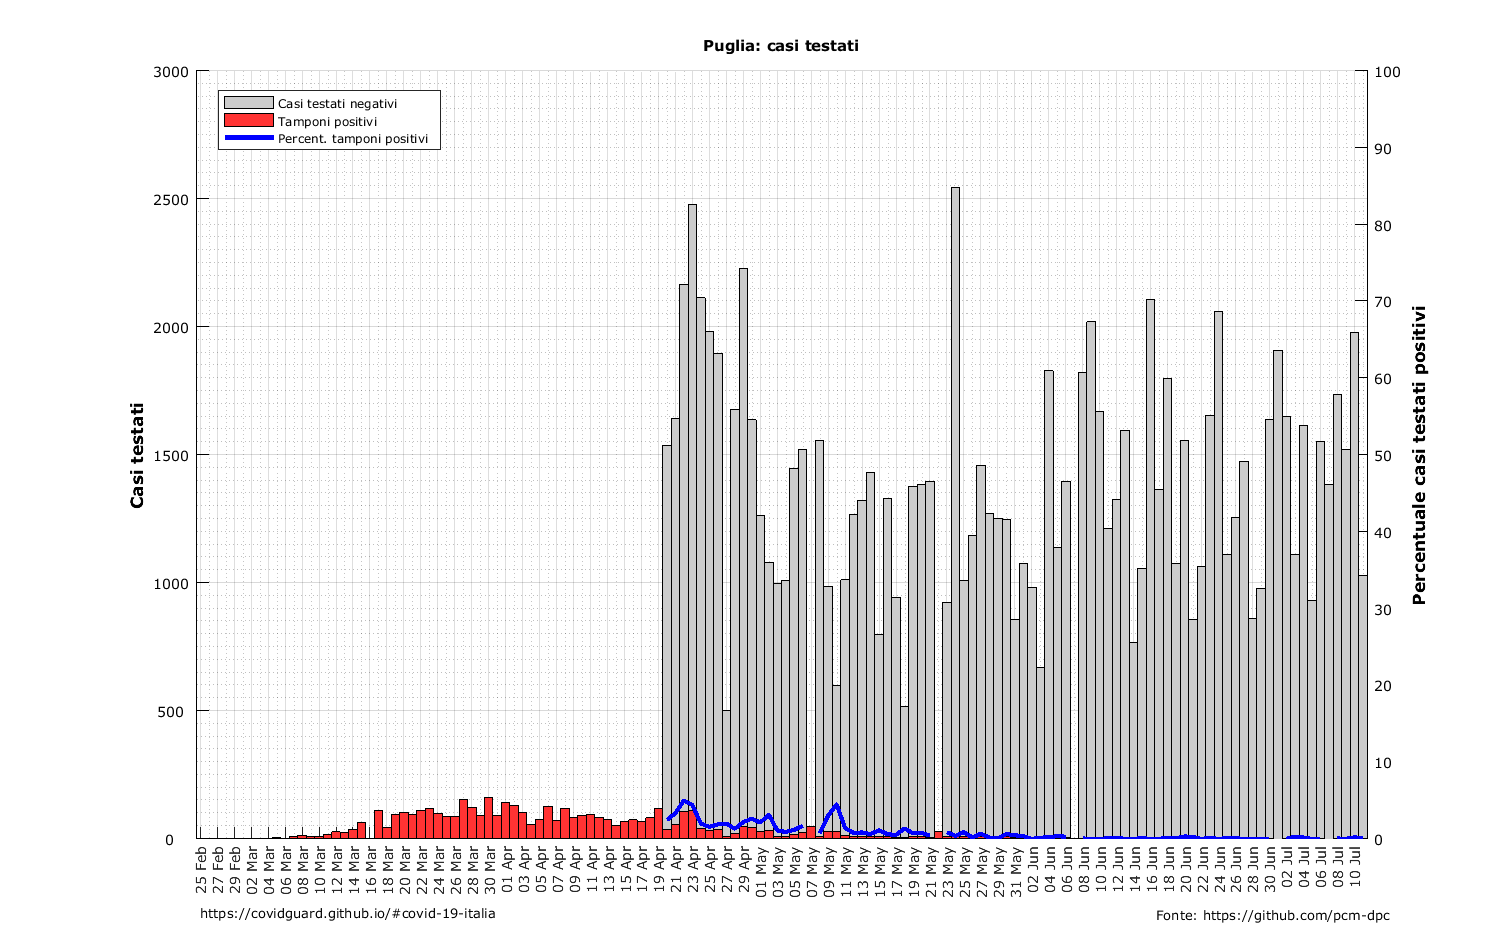 Puglia: casi testati
3000
2500
2000
1500
1000
500
0
Casi testati
Casi testati negativi
Tamponi positivi
Percent. tamponi positivi
100
90
80
70
60
50
40
30
20
10
0
Percentuale casi testati positivi
25 Feb
27 Feb
29 Feb
02 Mar
04 Mar
06 Mar
08 Mar
10 Mar
12 Mar
14 Mar
16 Mar
18 Mar
20 Mar
22 Mar
24 Mar
26 Mar
28 Mar
30 Mar
01 Apr
03 Apr
05 Apr
07 Apr
09 Apr
11 Apr
13 Apr
15 Apr
17 Apr
19 Apr
21 Apr
23 Apr
25 Apr
27 Apr
29 Apr
01 May
03 May
05 May
07 May
09 May
11 May
13 May
15 May
17 May
19 May
21 May
23 May
25 May
27 May
29 May
31 May
02 Jun
04 Jun
06 Jun
08 Jun
10 Jun
12 Jun
14 Jun
16 Jun
18 Jun
20 Jun
22 Jun
24 Jun
26 Jun
28 Jun
30 Jun
02 Jul
04 Jul
06 Jul
08 Jul
10 Jul
https://covidguard.github.io/#covid-19-italia
Fonte: https://github.com/pcm-dpc